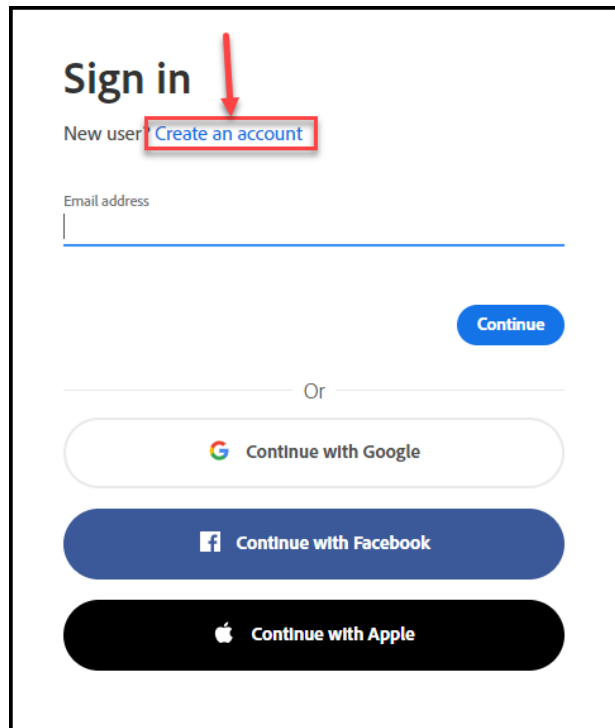 Sign in
New user? Create an account
Email address
Continue
Or
Continue with Google
Continue with Facebook
Continue with Apple